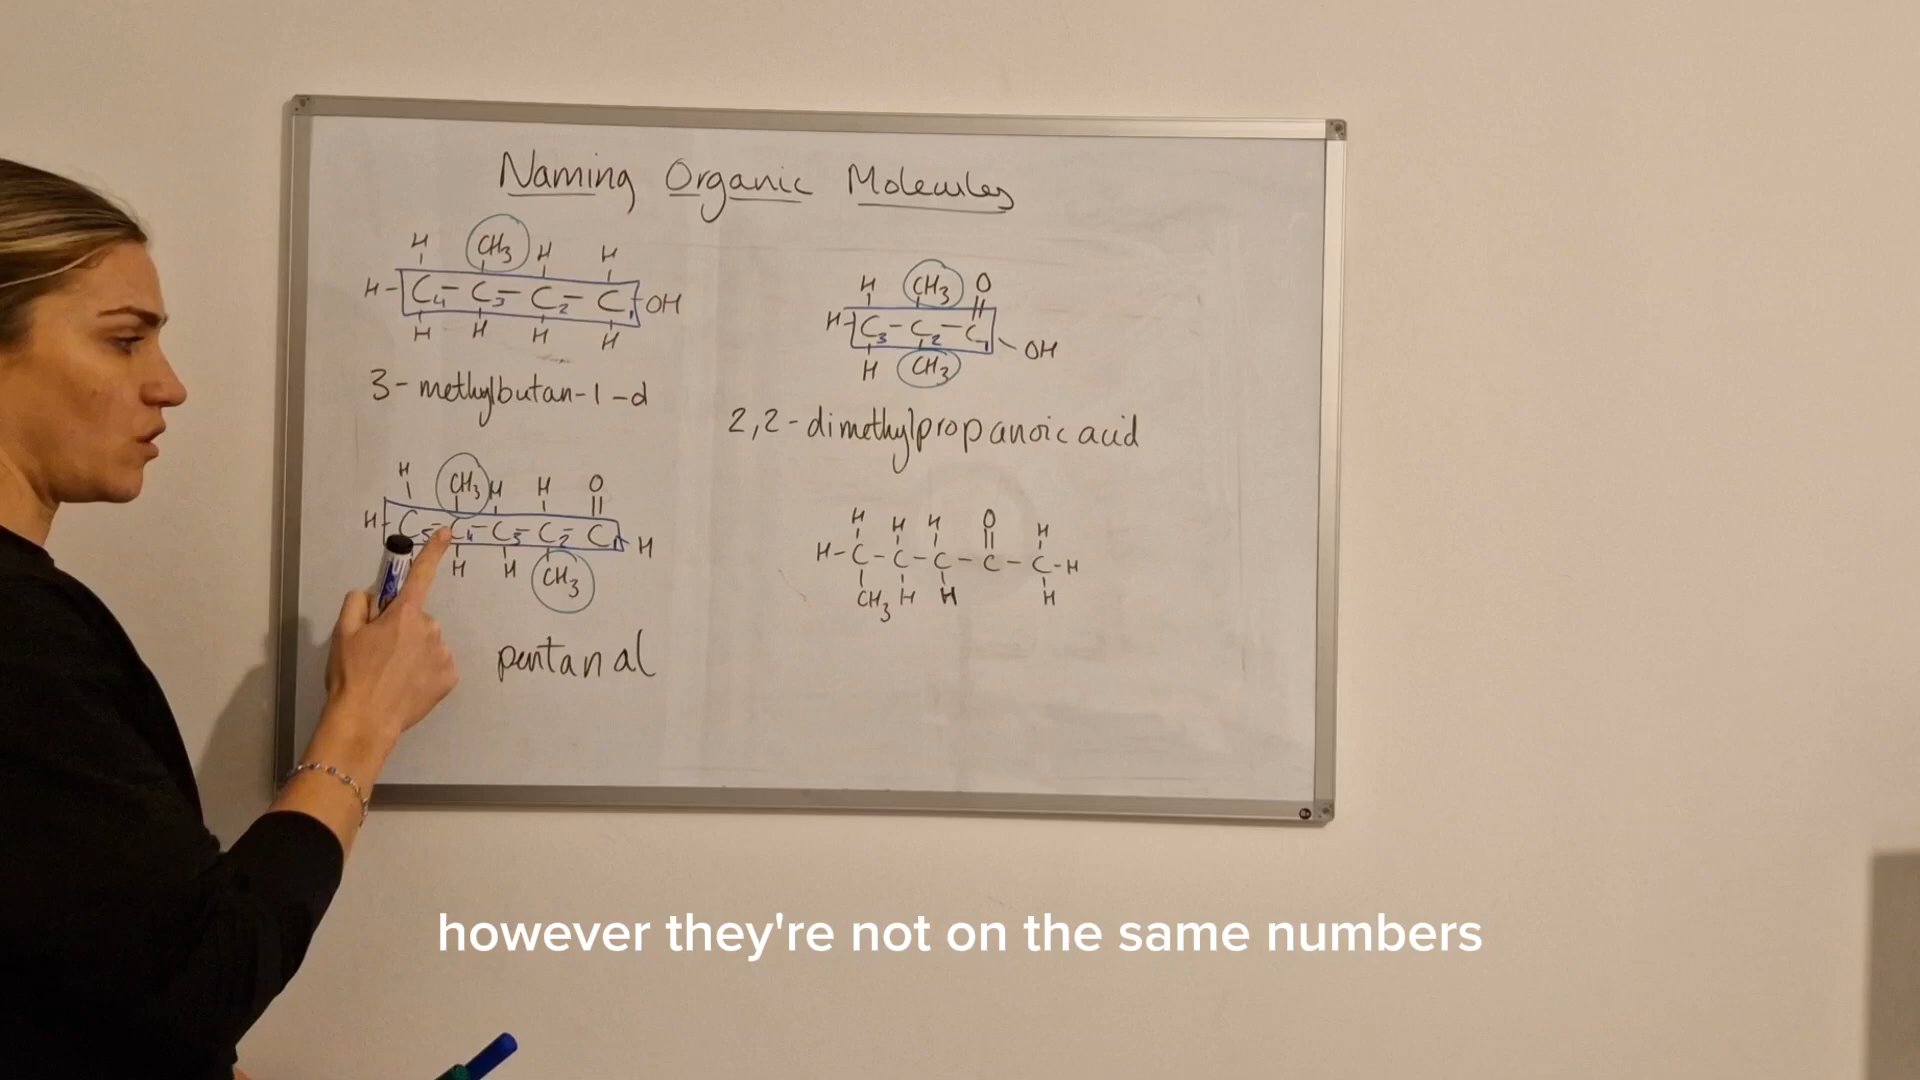 Naming Organic Molecules
H CH3 H H
H-C4-C3-C2-C1-OH
H H H H
3-methylbutan-1-ol
H CH3 O
H-C3-C2-C1
OH
H CH3
2,2-dimethylpropanoic acid
H CH3 H H O
H-C5-C4-C3-C2-C1 H
H H CH3
pentanal
H H H O H
H-C-C-C-C-C-H
CH3 H H H
however they're not on the same numbers